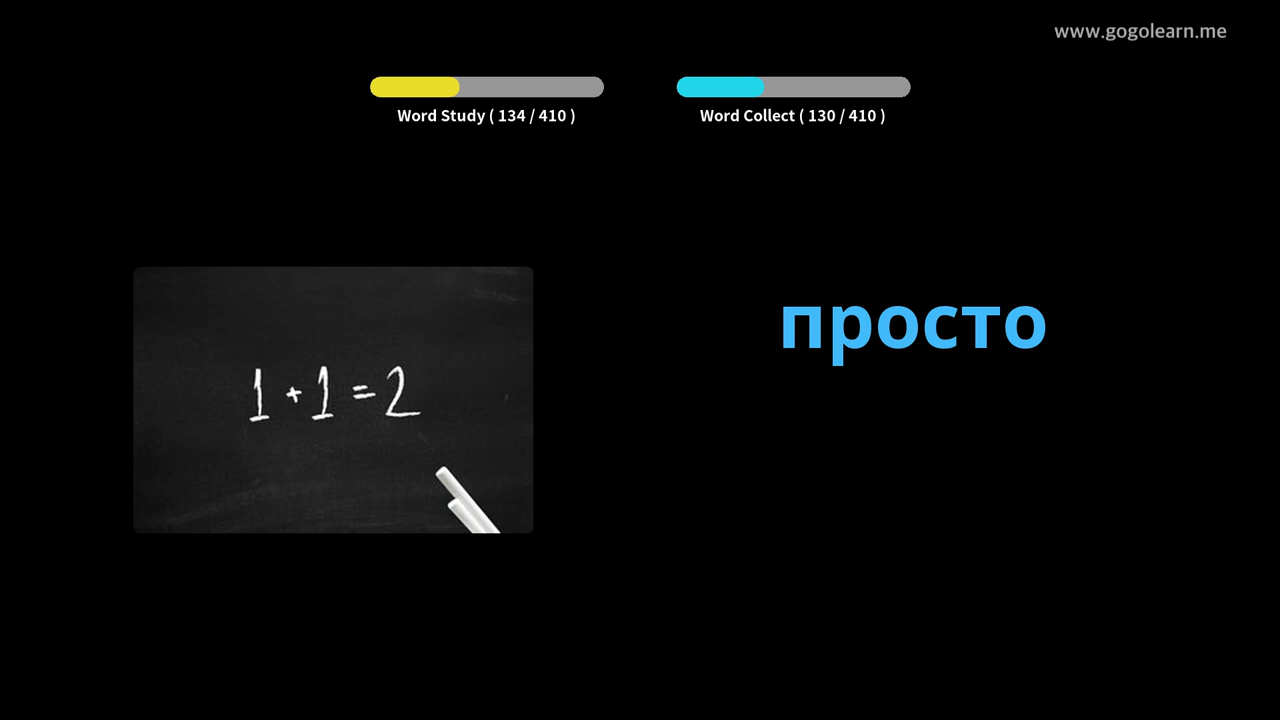 www.gogolearn.me
Word Study ( 134 / 410 )
Word Collect ( 130 / 410 )
просто
1 + 1 = 2